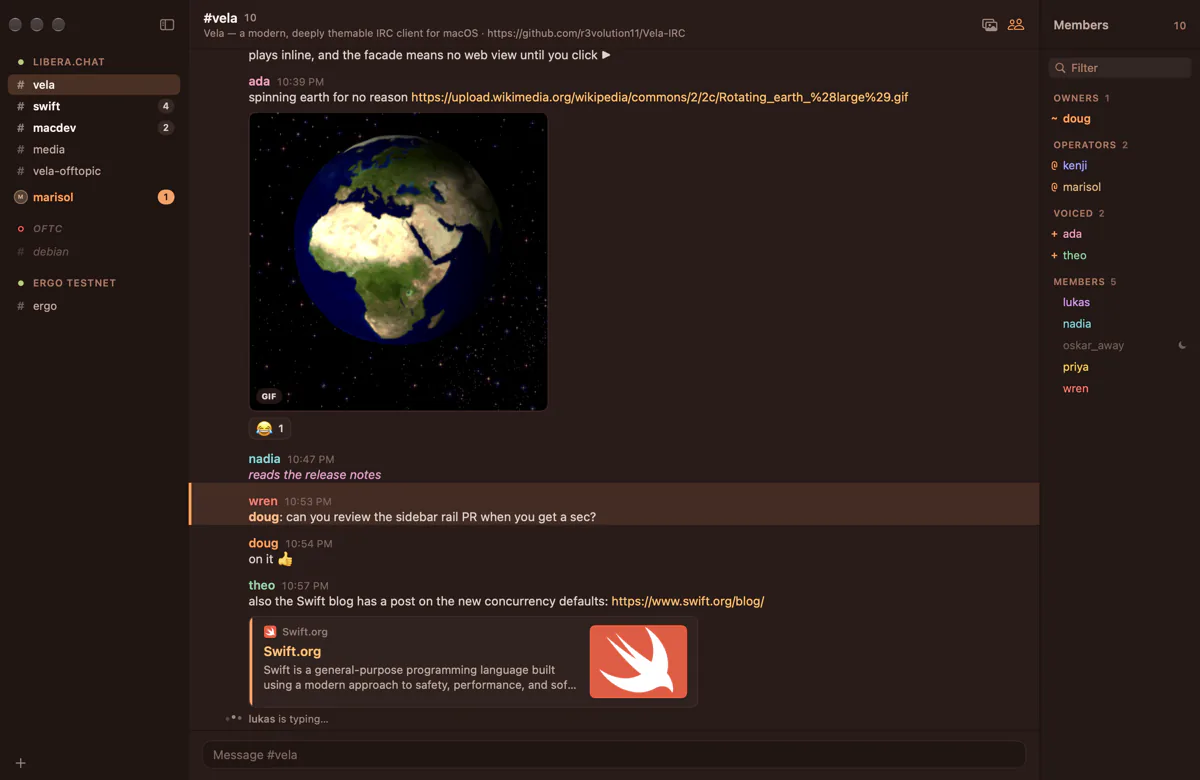 LIBERA.CHAT
# vela
# swift 4
# macdev 2
# media
# vela-offtopic
M marisol 1
OFTC
# debian
ERGO TESTNET
# ergo
+
#vela 10
Vela — a modern, deeply themable IRC client for macOS · https://github.com/r3volution11/Vela-IRC
plays inline, and the facade means no web view until you click ▶
ada 10:39 PM
spinning earth for no reason https://upload.wikimedia.org/wikipedia/commons/2/2c/Rotating_earth_%28large%29.gif
GIF
😂 1
nadia 10:47 PM
reads the release notes
wren 10:53 PM
doug: can you review the sidebar rail PR when you get a sec?
doug 10:54 PM
on it 👍
theo 10:57 PM
also the Swift blog has a post on the new concurrency defaults: https://www.swift.org/blog/
Swift.org
Swift.org
Swift is a general-purpose programming language built
using a modern approach to safety, performance, and sof...
lukas is typing...
Message #vela
Members 10
Filter
OWNERS 1
~ doug
OPERATORS 2
@ kenji
@ marisol
VOICED 2
+ ada
+ theo
MEMBERS 5
lukas
nadia
oskar_away
priya
wren